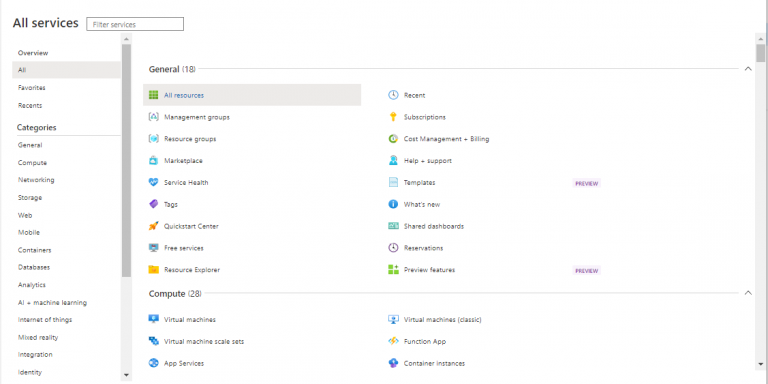 All services
Filter services
Overview
All
Favorites
Recents
Categories
General
Compute
Networking
Storage
Web
Mobile
Containers
Databases
Analytics
AI + machine learning
Internet of things
Mixed reality
Integration
Identity
General (18)
All resources
Recent
Management groups
Subscriptions
Resource groups
Cost Management + Billing
Marketplace
Help + support
Service Health
Templates
PREVIEW
Tags
What's new
Quickstart Center
Shared dashboards
Free services
Reservations
Resource Explorer
Preview features
PREVIEW
Compute (28)
Virtual machines
Virtual machines (classic)
Virtual machine scale sets
Function App
App Services
Container instances